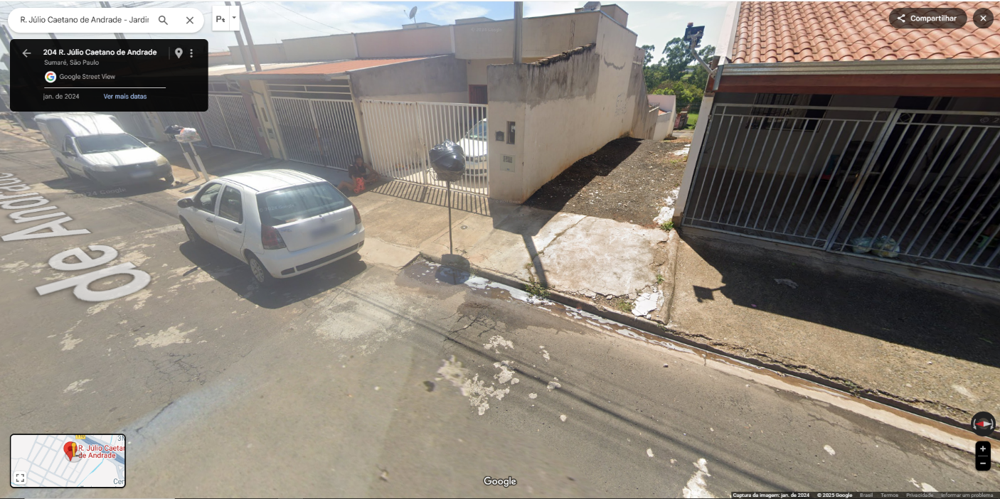 R. Júlio Caetano de Andrade - Jardi
204 R. Júlio Caetano de Andrade
Sumaré, São Paulo
Google Street View
jan. de 2024
Ver mais datas
Compartilhar
de Andrade
R. Júlio Caetan
de Andrade
Cer
Google
Captura da imagem: jan. de 2024 © 2025 Google Brasil Termos Privacidade Informar um problema